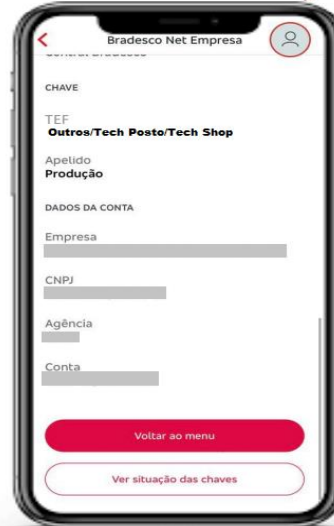 Bradesco Net Empresa
CHAVE
TEF
Outros/Tech Posto/Tech Shop
Apelido
Produção
DADOS DA CONTA
Empresa
CNPJ
Agência
Conta
Voltar ao menu
Ver situação das chaves